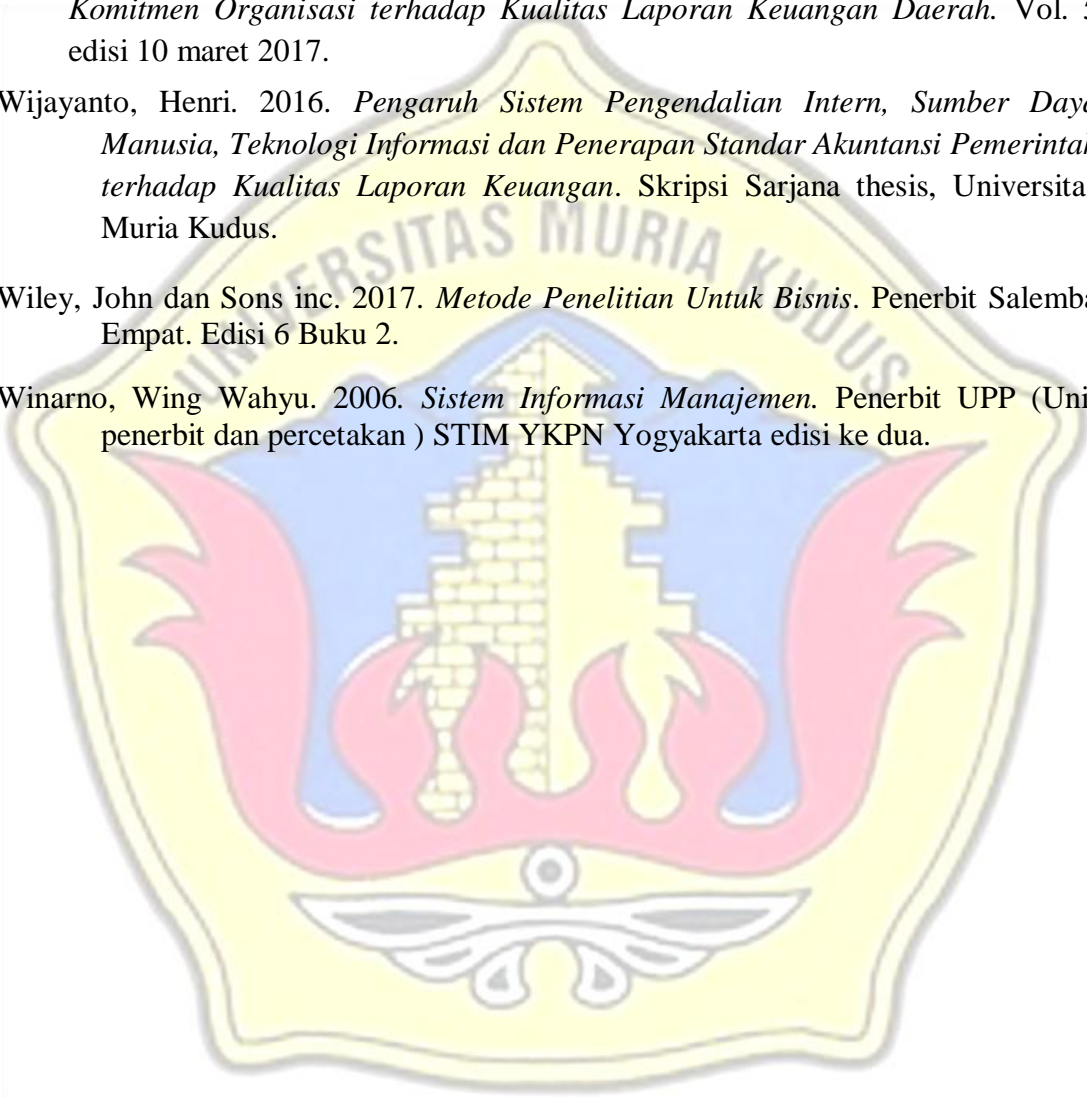 Komitmen Organisasi terhadap Kualitas Laporan Keuangan Daerah. Vol.
edisi 10 maret 2017.
Wijayanto, Henri. 2016. Pengaruh Sistem Pengendalian Intern, Sumber Daya
Manusia, Teknologi Informasi dan Penerapan Standar Akuntansi Pemerintah
terhadap Kualitas Laporan Keuangan. Skripsi Sarjana thesis, Universita
Muria Kudus.
Wiley, John dan Sons inc. 2017. Metode Penelitian Untuk Bisnis. Penerbit Salemba
Empat. Edisi 6 Buku 2.
Winarno, Wing Wahyu. 2006. Sistem Informasi Manajemen. Penerbit UPP (Uni
penerbit dan percetakan ) STIM YKPN Yogyakarta edisi ke dua.
UNIVERSITAS MURIA KUDUS